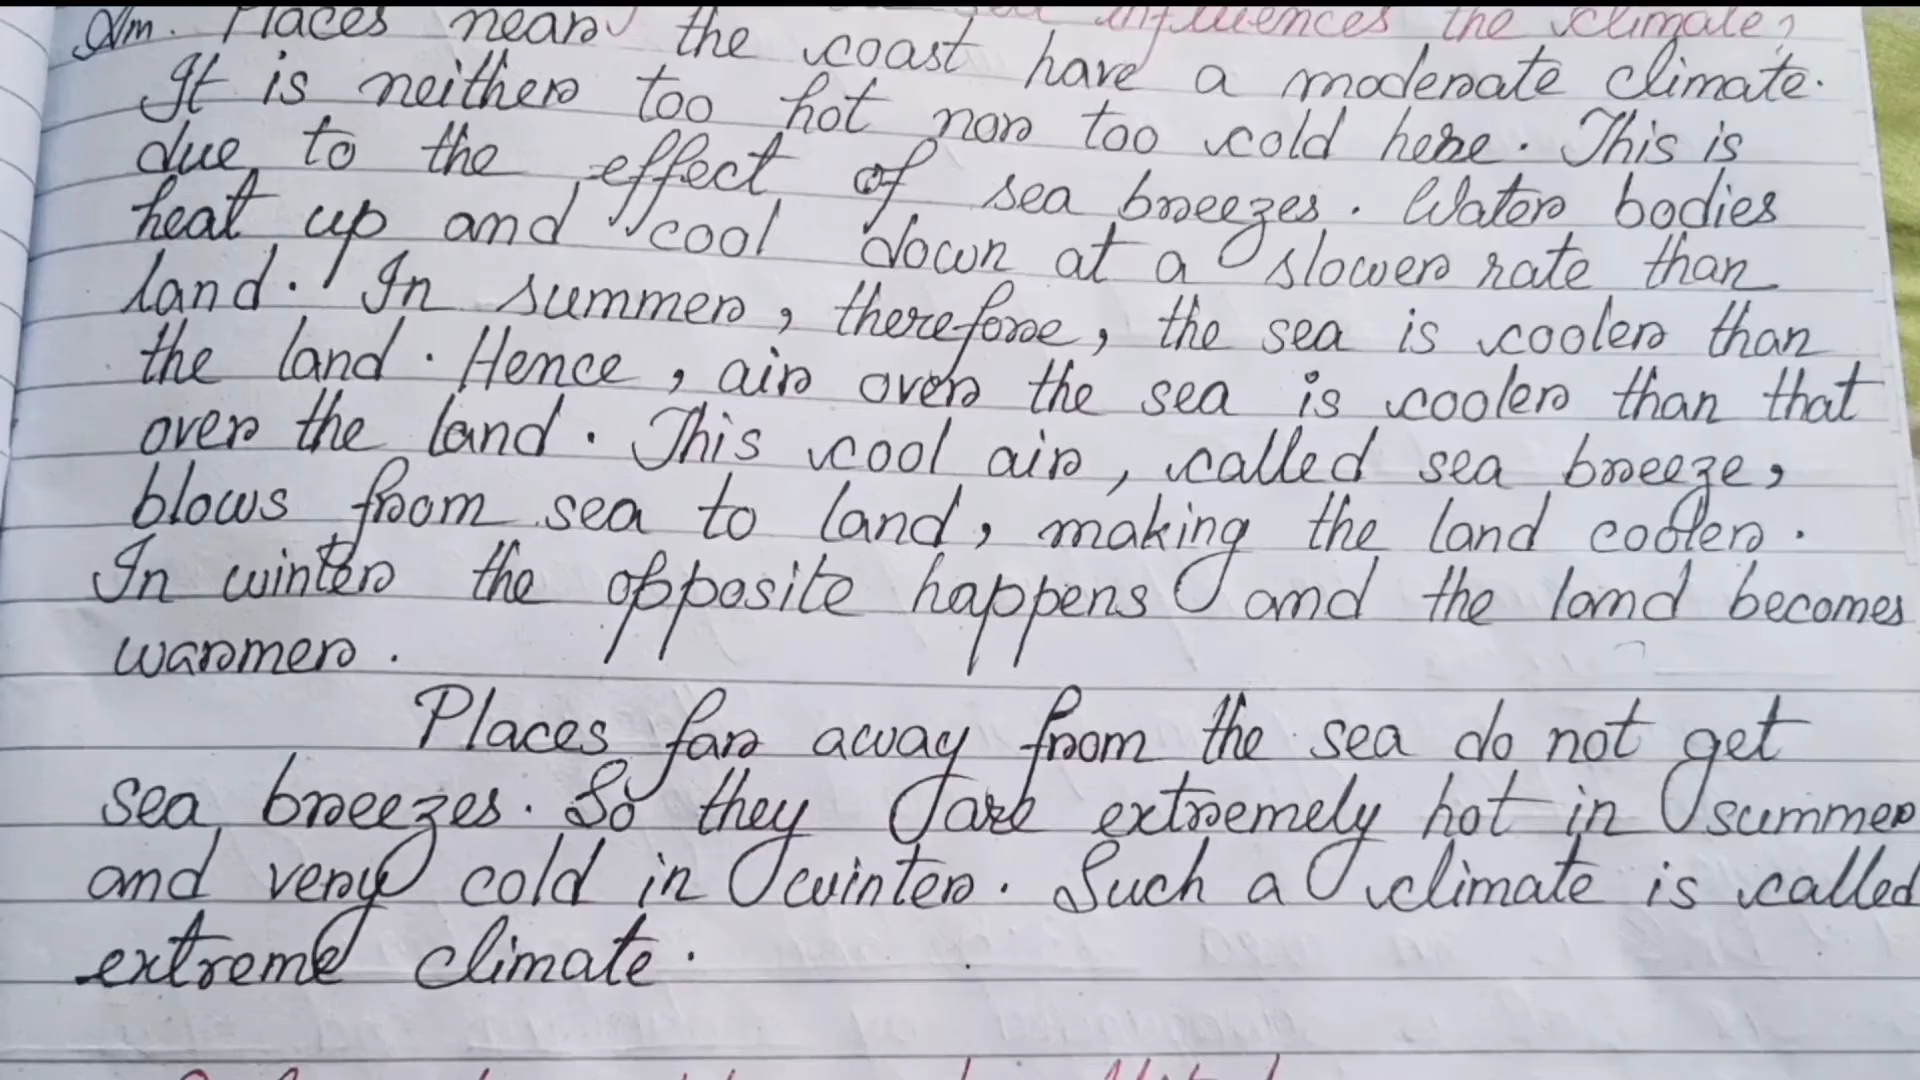 influences the climate?
Ans. Places near the coast have a moderate climate.
It is neither too hot nor too cold here. This is
due to the effect of sea breezes. Water bodies
heat up and cool down at a slower rate than
land. In summer, therefore, the sea is cooler than
the land. Hence, air over the sea is cooler than that
over the land. This cool air, called sea breeze,
blows from sea to land, making the land cooler.
In winter the opposite happens and the land becomes
warmer.
Places far away from the sea do not get
sea breezes. So they are extremely hot in summer
and very cold in winter. Such a climate is called
extreme climate.